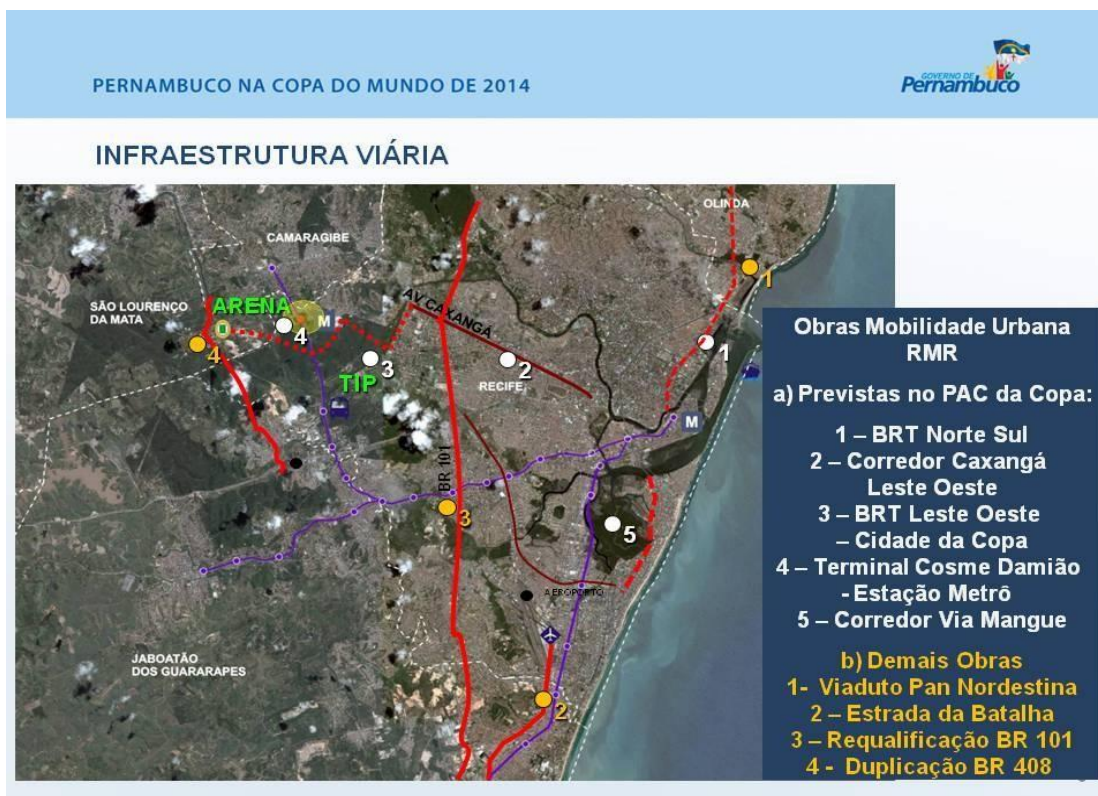 PERNAMBUCO NA COPA DO MUNDO DE 2014
GOVERNO DE
Pernambuco
INFRAESTRUTURA VIÁRIA
OLINDA
CAMARAGIBE
SÃO LOURENÇO
DA MATA
ARENA
4
M
AV CAXANGÁ
1
4
3
TIP
2
RECIFE
1
M
BR 101
3
5
AEROPORTO
JABOATÃO
DOS GUARARAPES
2
Obras Mobilidade Urbana
RMR
a) Previstas no PAC da Copa:
1 – BRT Norte Sul
2 – Corredor Caxangá
Leste Oeste
3 – BRT Leste Oeste
– Cidade da Copa
4 – Terminal Cosme Damião
- Estação Metrô
5 – Corredor Via Mangue
b) Demais Obras
1- Viaduto Pan Nordestina
2 – Estrada da Batalha
3 – Requalificação BR 101
4 - Duplicação BR 408